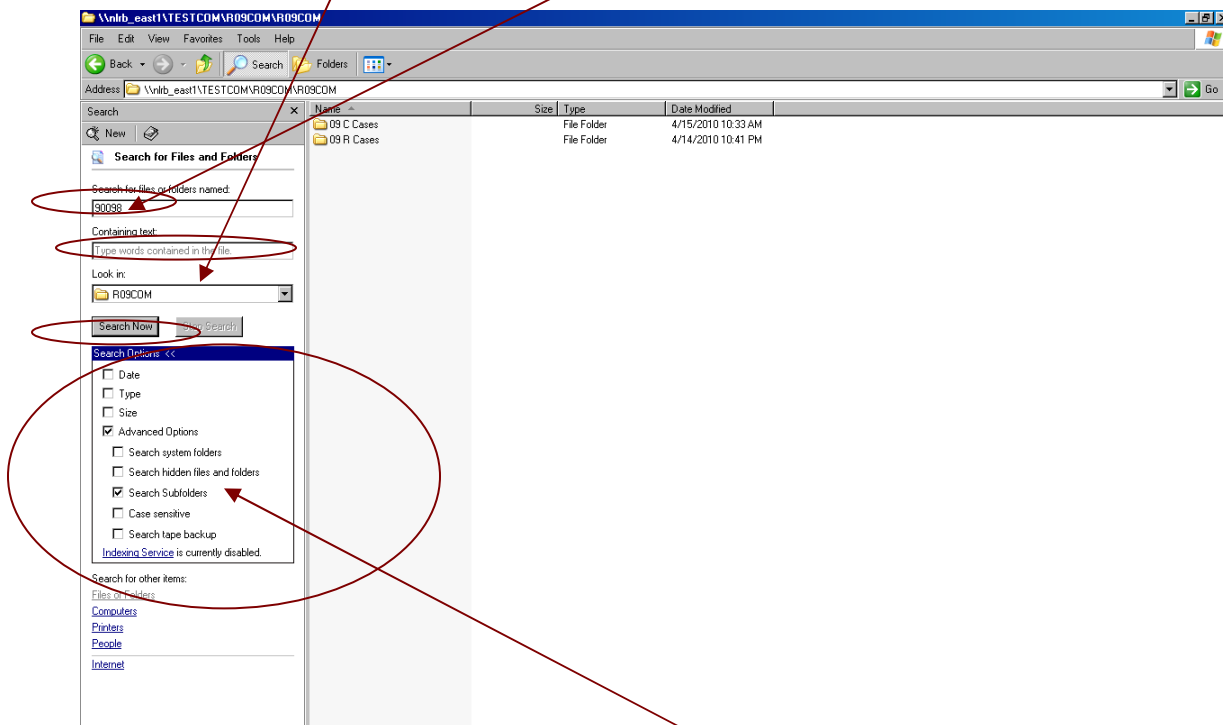 \\nlrb_east1\TESTCOM\R09COM\R09COM
File Edit View Favorites Tools Help
Back Search Folders
Address \\nlrb_east1\TESTCOM\R09COM\R09COM Go
Search
New
Search for Files and Folders
Search for files or folders named:
90098
Containing text:
Type words contained in the file.
Look in:
R09COM
Search Now Stop Search
Search Options <<
Date
Type
Size
Advanced Options
Search system folders
Search hidden files and folders
Search Subfolders
Case sensitive
Search tape backup
Indexing Service is currently disabled.
Search for other items:
Files or Folders
Computers
Printers
People
Internet
Name Size Type Date Modified
09 C Cases File Folder 4/15/2010 10:33 AM
09 R Cases File Folder 4/14/2010 10:41 PM